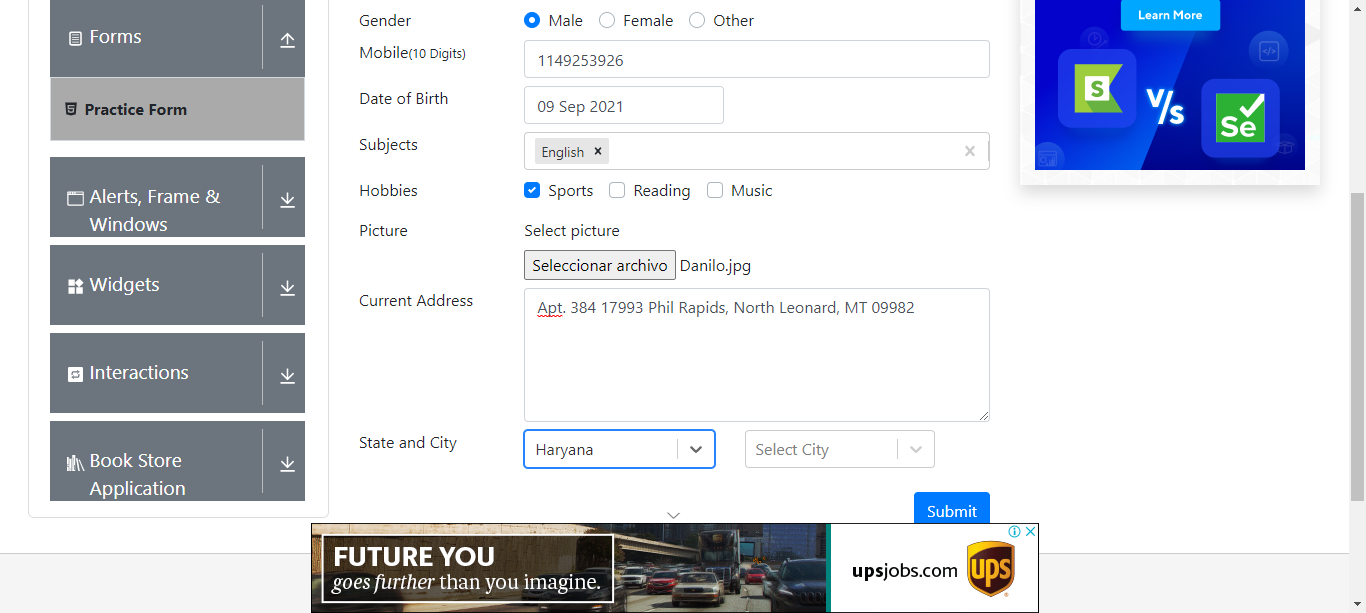 Forms
Practice Form
Alerts, Frame &
Windows
Widgets
Interactions
Book Store
Application
Gender
Male
Female
Other
Mobile(10 Digits)
1149253926
Date of Birth
09 Sep 2021
Subjects
English ×
Hobbies
Sports
Reading
Music
Picture
Select picture
Seleccionar archivo Danilo.jpg
Current Address
Apt. 384 17993 Phil Rapids, North Leonard, MT 09982
State and City
Haryana
Select City
Submit
Learn More
S
V/s
Se
FUTURE YOU
goes further than you imagine.
upsjobs.com
ups